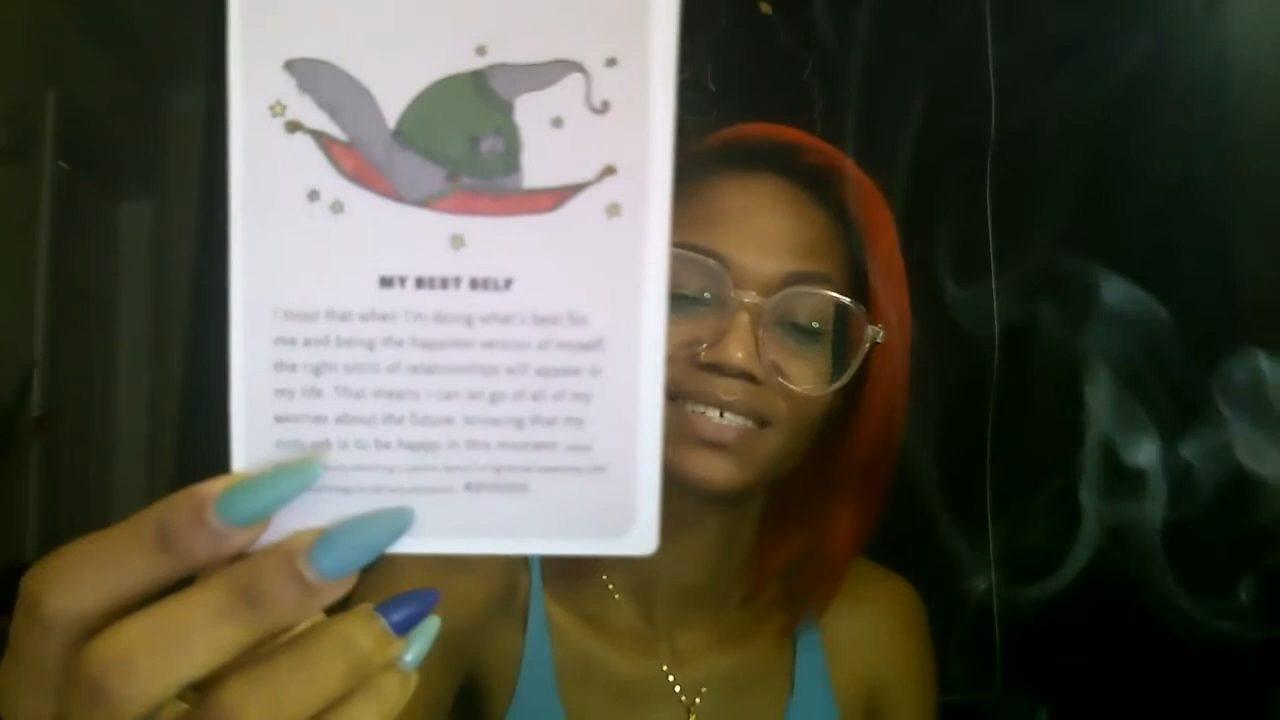 MY BEST SELF
I trust that when I'm doing what's best for
me and being the happiest version of myself,
the right sorts of relationships will appear in
my life. That means I can let go of all of my
worries about the future, knowing that my
only job is to be happy in this moment